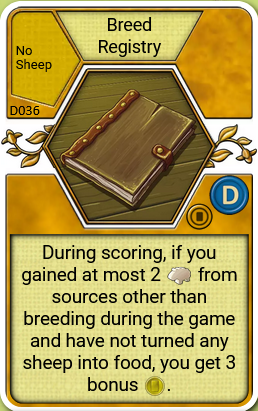 Breed
Registry
No
Sheep
D036
D
During scoring, if you
gained at most 2 from
sources other than
breeding during the game
and have not turned any
sheep into food, you get 3
bonus .